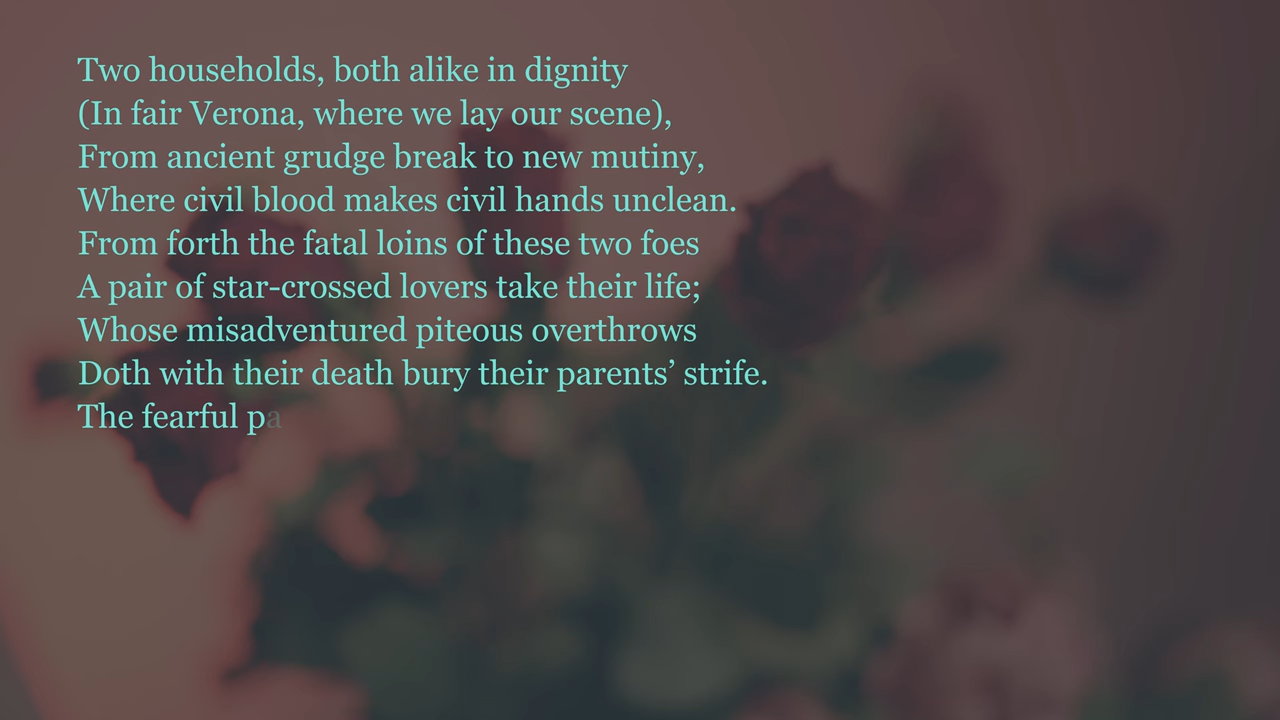 Two households, both alike in dignity
(In fair Verona, where we lay our scene),
From ancient grudge break to new mutiny,
Where civil blood makes civil hands unclean.
From forth the fatal loins of these two foes
A pair of star-crossed lovers take their life;
Whose misadventured piteous overthrows
Doth with their death bury their parents’ strife.
The fearful pa